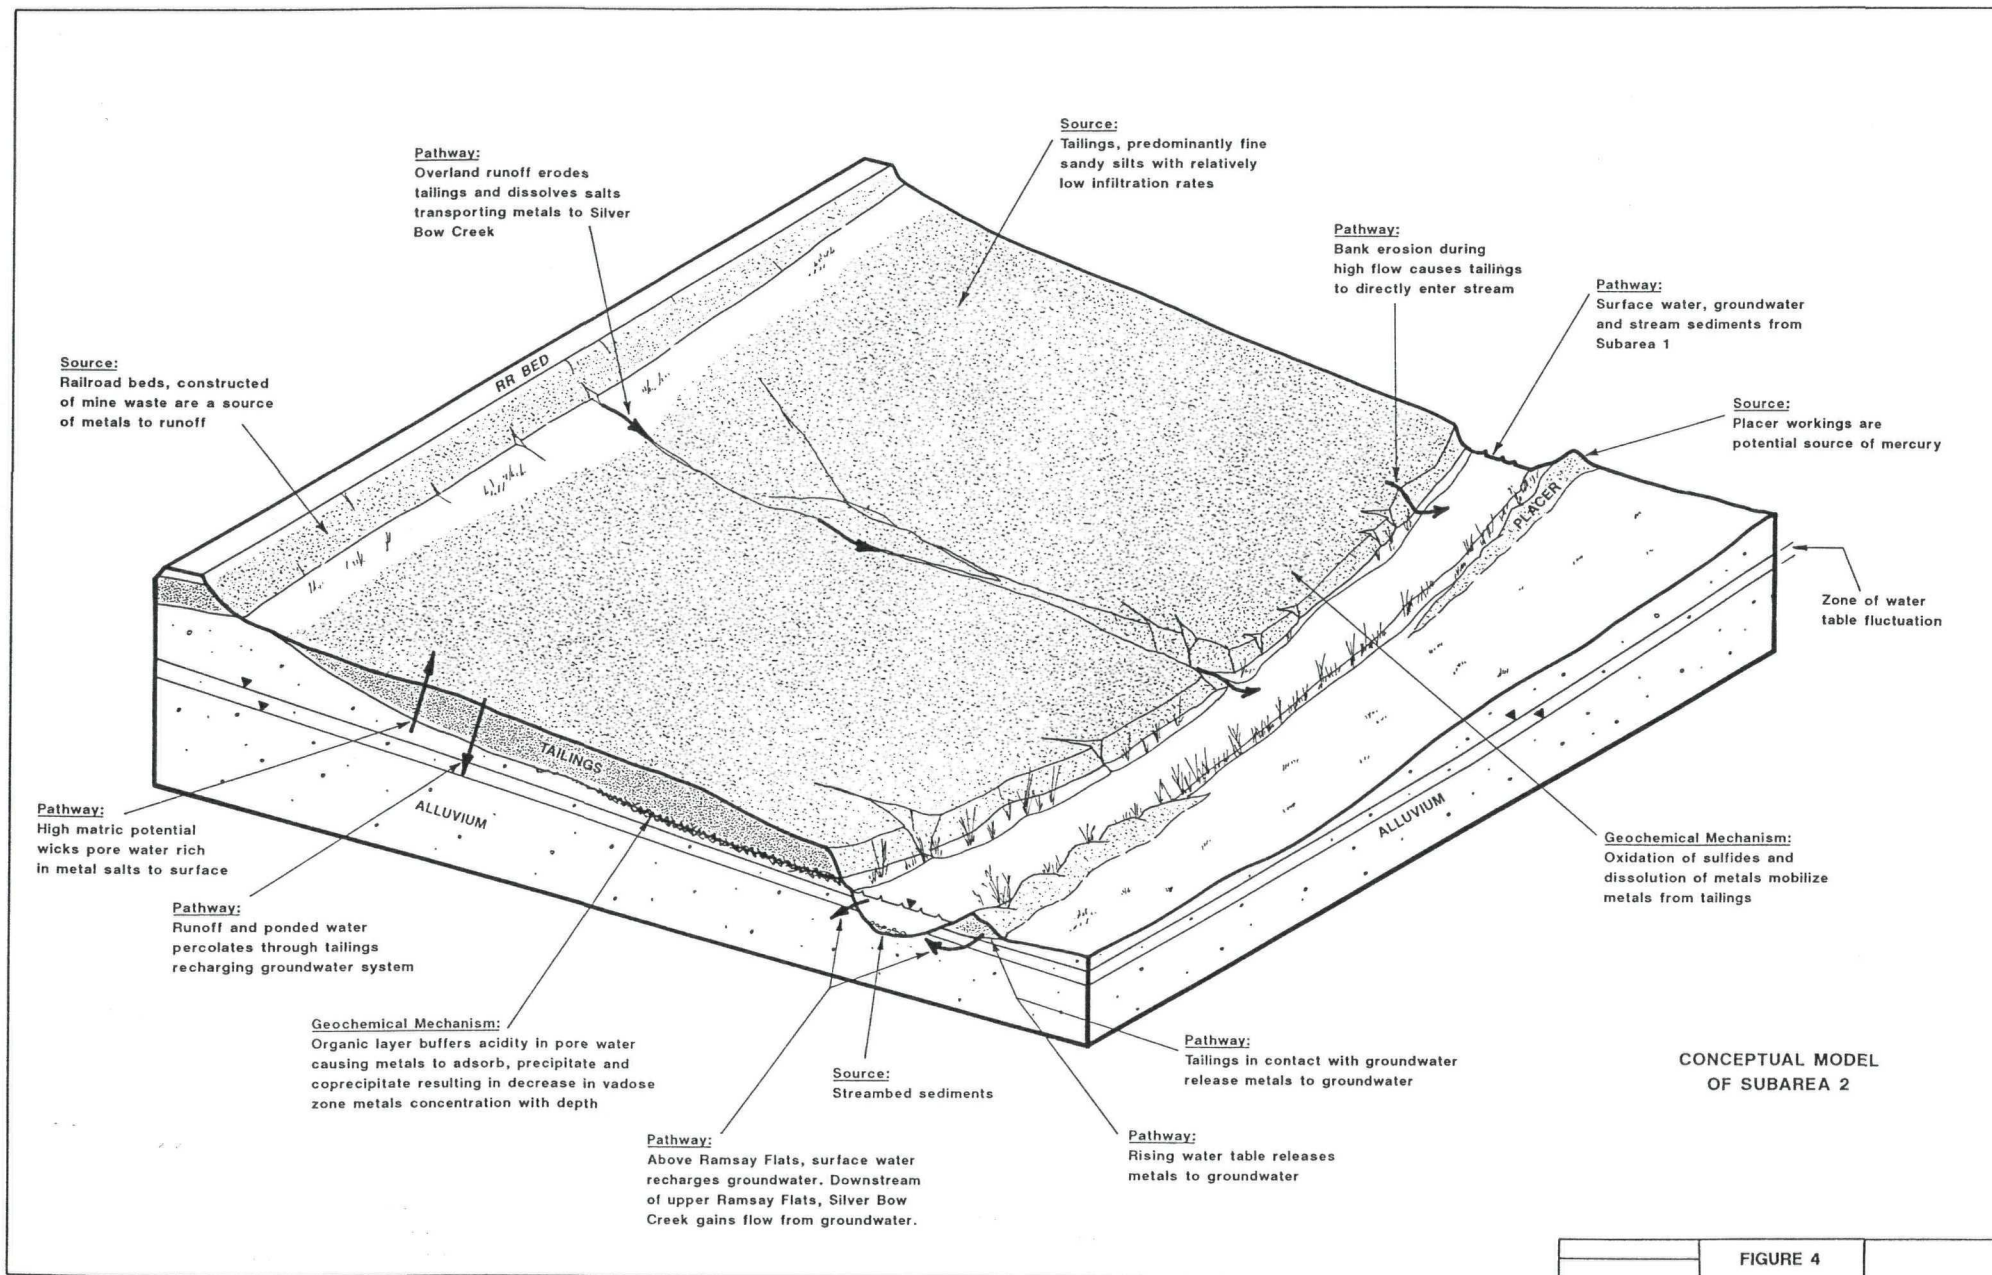 Pathway:
Overland runoff erodes
tailings and dissolves salts
transporting metals to Silver
Bow Creek
Source:
Tailings, predominantly fine
sandy silts with relatively
low infiltration rates
Pathway:
Bank erosion during
high flow causes tailings
to directly enter stream
Pathway:
Surface water, groundwater
and stream sediments from
Subarea 1
Source:
Railroad beds, constructed
of mine waste are a source
of metals to runoff
RR BED
Source:
Placer workings are
potential source of mercury
PLACER
Zone of water
table fluctuation
TAILINGS
ALLUVIUM
ALLUVIUM
Pathway:
High matric potential
wicks pore water rich
in metal salts to surface
Geochemical Mechanism:
Oxidation of sulfides and
dissolution of metals mobilize
metals from tailings
Pathway:
Runoff and ponded water
percolates through tailings
recharging groundwater system
Geochemical Mechanism:
Organic layer buffers acidity in pore water
causing metals to adsorb, precipitate and
coprecipitate resulting in decrease in vadose
zone metals concentration with depth
Source:
Streambed sediments
Pathway:
Tailings in contact with groundwater
release metals to groundwater
CONCEPTUAL MODEL
OF SUBAREA 2
Pathway:
Above Ramsay Flats, surface water
recharges groundwater. Downstream
of upper Ramsay Flats, Silver Bow
Creek gains flow from groundwater.
Pathway:
Rising water table releases
metals to groundwater
FIGURE 4